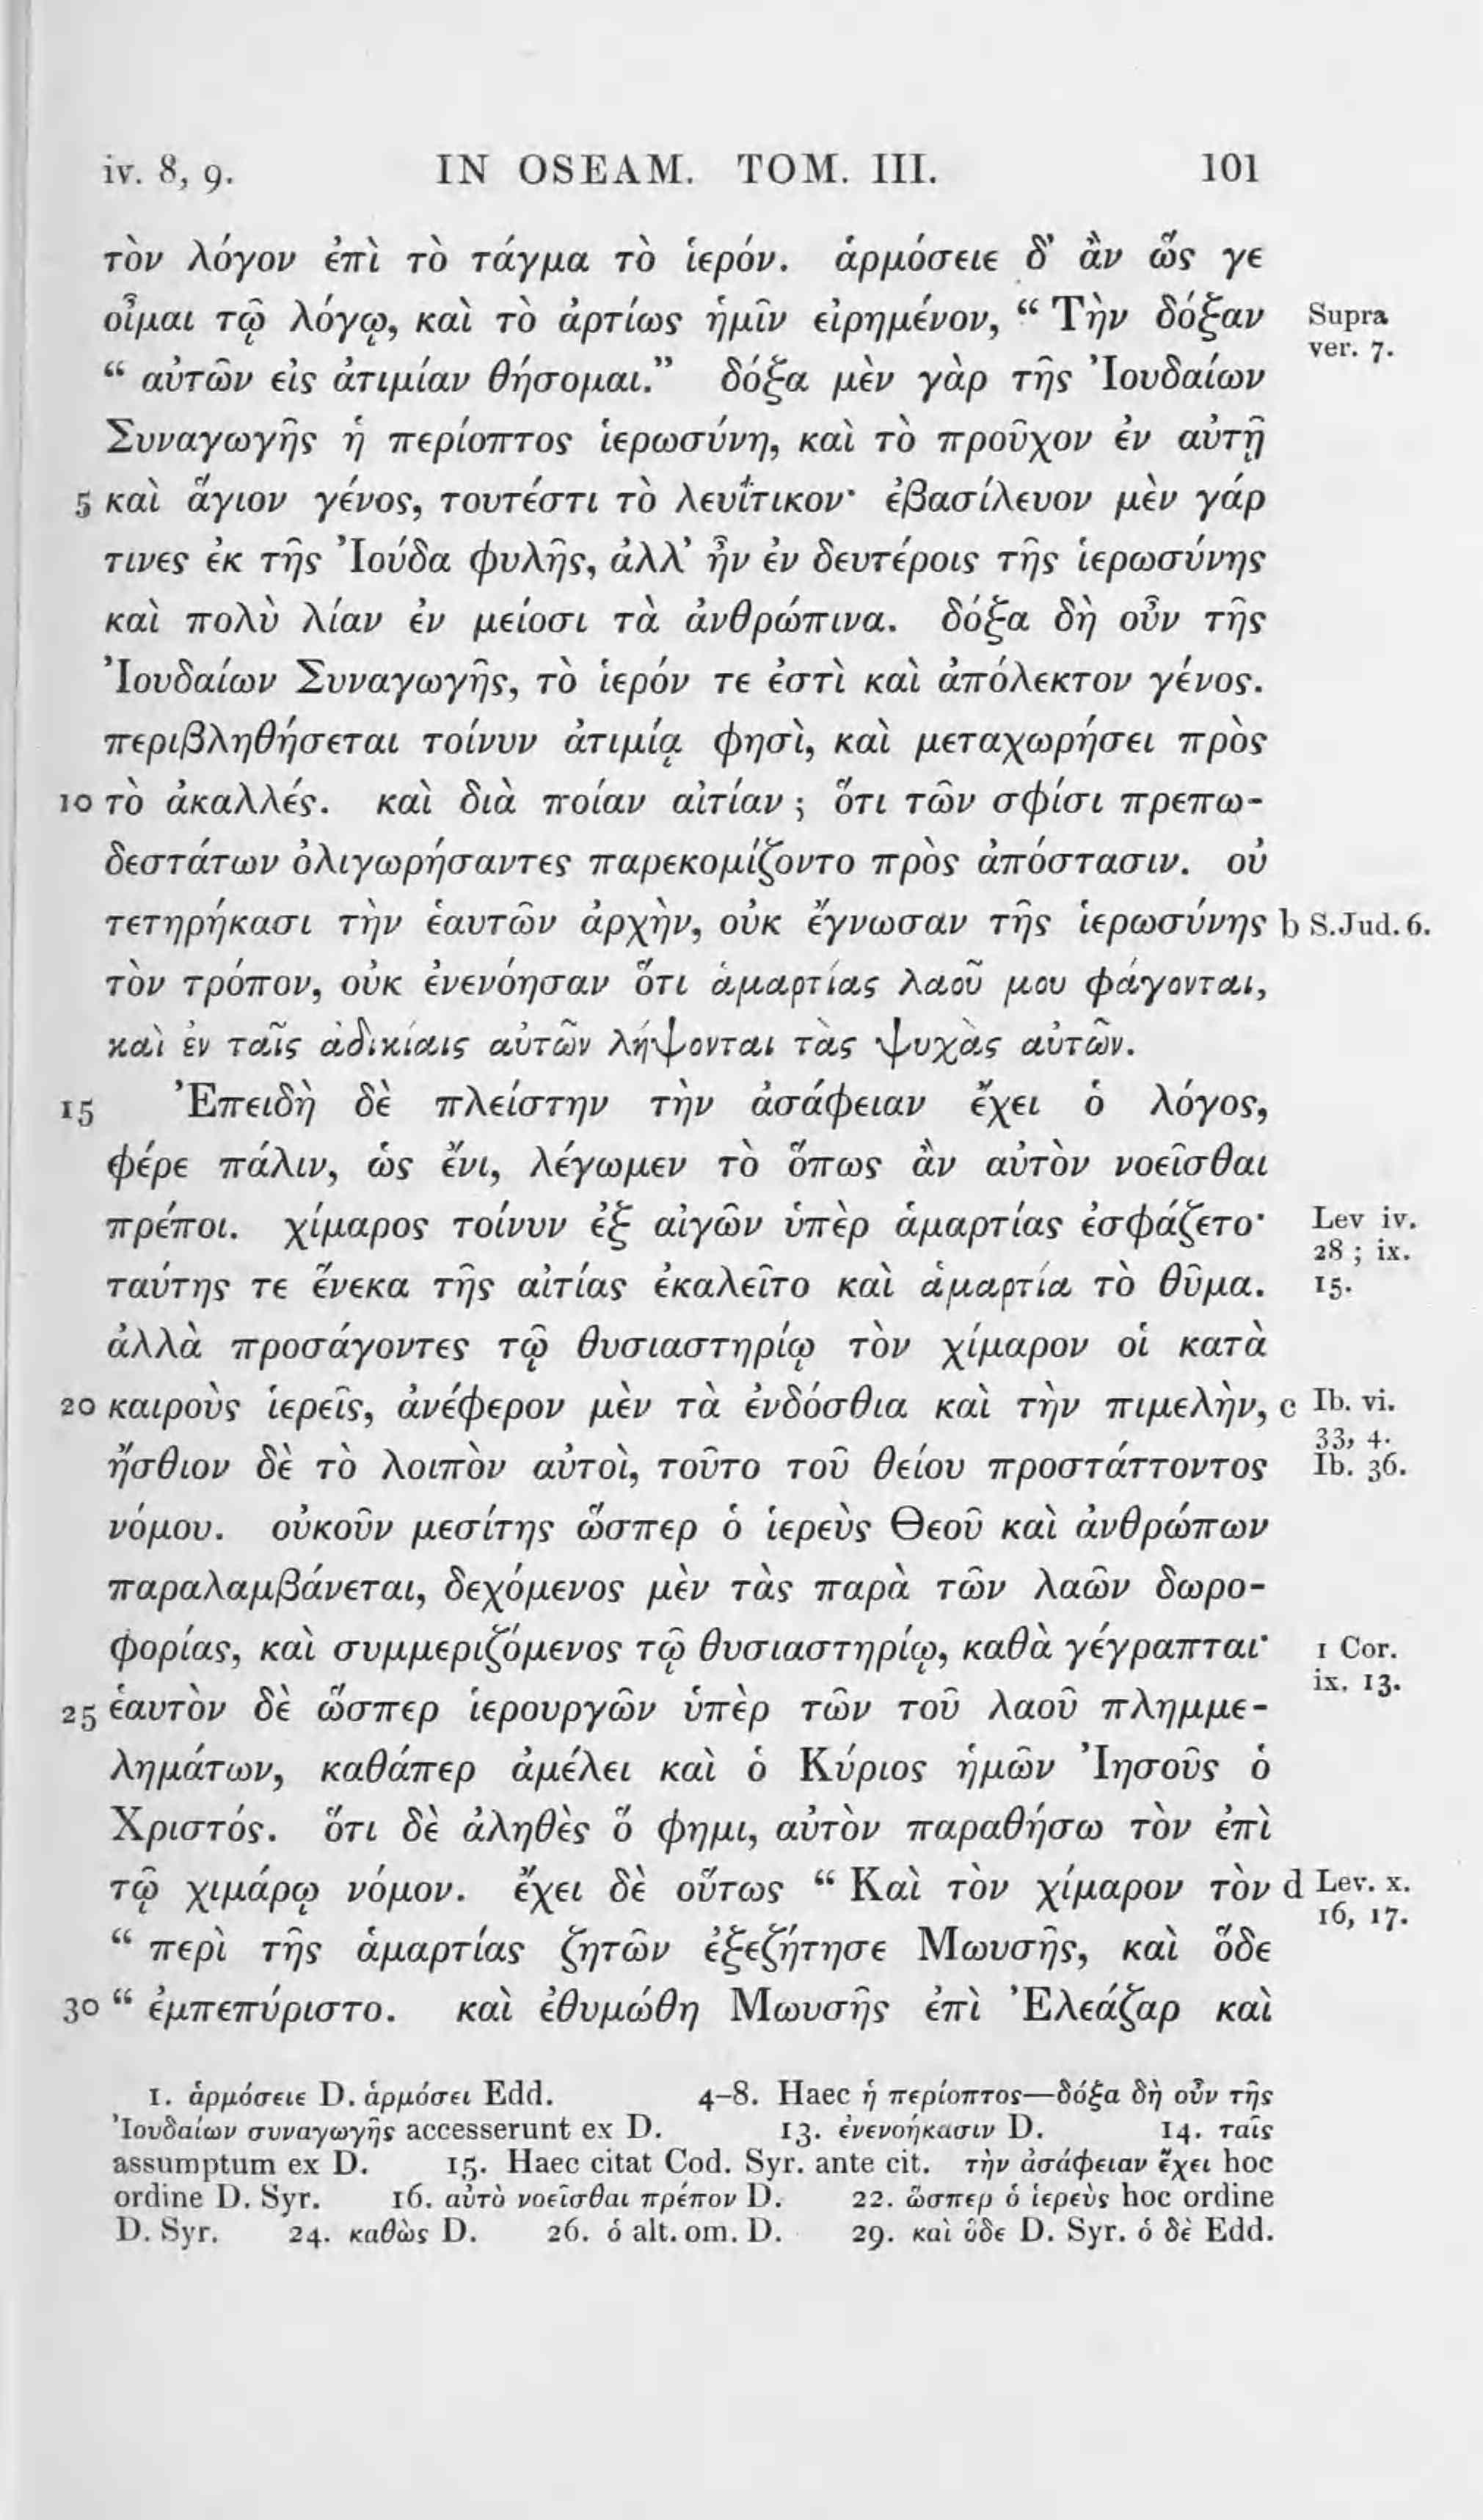 iv. 8, 9. IN OSEAM. TOM. III. 101
τὸν λόγον ἐπὶ τὸ τάγμα τὸ ἱερόν. ἁρμόσειε δ' ἂν ὥς γε
οἶμαι τῷ λόγῳ, καὶ τὸ ἀρτίως ἡμῖν εἰρημένον, “ Τὴν δόξαν Supra
ver. 7.
“ αὐτῶν εἰς ἀτιμίαν θήσομαι.” δόξα μὲν γὰρ τῆς Ἰουδαίων
Συναγωγῆς ἡ περίοπτος ἱερωσύνη, καὶ τὸ προῦχον ἐν αὐτῇ
5 καὶ ἅγιον γένος, τουτέστι τὸ λευΐτικον· ἐβασίλευον μὲν γάρ
τινες ἐκ τῆς Ἰούδα φυλῆς, ἀλλ' ἦν ἐν δευτέροις τῆς ἱερωσύνης
καὶ πολὺ λίαν ἐν μείοσι τὰ ἀνθρώπινα. δόξα δὴ οὖν τῆς
Ἰουδαίων Συναγωγῆς, τὸ ἱερόν τε ἐστὶ καὶ ἀπόλεκτον γένος.
περιβληθήσεται τοίνυν ἀτιμίᾳ φησὶ, καὶ μεταχωρήσει πρὸς
10 τὸ ἀκαλλές. καὶ διὰ ποίαν αἰτίαν ; ὅτι τῶν σφίσι πρεπω-
δεστάτων ὀλιγωρήσαντες παρεκομίζοντο πρὸς ἀπόστασιν. οὐ
τετηρήκασι τὴν ἑαυτῶν ἀρχὴν, οὐκ ἔγνωσαν τῆς ἱερωσύνης b S. Jud. 6.
τὸν τρόπον, οὐκ ἐνενόησαν ὅτι ἁμαρτίας λαοῦ μου φάγονται,
καὶ ἐν ταῖς ἀδικίαις αὐτῶν λήψονται τὰς ψυχὰς αὐτῶν.
15 Ἐπειδὴ δὲ πλείστην τὴν ἀσάφειαν ἔχει ὁ λόγος,
φέρε πάλιν, ὡς ἔνι, λέγωμεν τὸ ὅπως ἂν αὐτὸν νοεῖσθαι
πρέποι. χίμαρος τοίνυν ἐξ αἰγῶν ὑπὲρ ἁμαρτίας ἐσφάζετο· Lev iv.
28 ; ix.
ταύτης τε ἕνεκα τῆς αἰτίας ἐκαλεῖτο καὶ ἁμαρτία τὸ θῦμα. 15.
ἀλλὰ προσάγοντες τῷ θυσιαστηρίῳ τὸν χίμαρον οἱ κατὰ
20 καιροὺς ἱερεῖς, ἀνέφερον μὲν τὰ ἐνδόσθια καὶ τὴν πιμελὴν, c Ib. vi.
33, 4.
ἤσθιον δὲ τὸ λοιπὸν αὐτοὶ, τοῦτο τοῦ θείου προστάττοντος Ib. 36.
νόμου. οὐκοῦν μεσίτης ὥσπερ ὁ ἱερεὺς Θεοῦ καὶ ἀνθρώπων
παραλαμβάνεται, δεχόμενος μὲν τὰς παρὰ τῶν λαῶν δωρο-
φορίας, καὶ συμμεριζόμενος τῷ θυσιαστηρίῳ, καθὰ γέγραπται· 1 Cor.
ix. 13.
25 ἑαυτὸν δὲ ὥσπερ ἱερουργῶν ὑπὲρ τῶν τοῦ λαοῦ πλημμε-
λημάτων, καθάπερ ἀμέλει καὶ ὁ Κύριος ἡμῶν Ἰησοῦς ὁ
Χριστός. ὅτι δὲ ἀληθὲς ὅ φημι, αὐτὸν παραθήσω τὸν ἐπὶ
τῷ χιμάρῳ νόμον. ἔχει δὲ οὕτως “ Καὶ τὸν χίμαρον τὸν d Lev. x.
16, 17.
“ περὶ τῆς ἁμαρτίας ζητῶν ἐξεζήτησε Μωυσῆς, καὶ ὅδε
30 “ ἐμπεπύριστο. καὶ ἐθυμώθη Μωυσῆς ἐπὶ Ἐλεάζαρ καὶ
1. ἁρμόσειε D. ἁρμόσει Edd. 4–8. Haec ἡ περίοπτος—δόξα δὴ οὖν τῆς
Ἰουδαίων συναγωγῆς accesserunt ex D. 13. ἐνενοήκασιν D. 14. ταῖς
assumptum ex D. 15. Haec citat Cod. Syr. ante cit. τὴν ἀσάφειαν ἔχει hoc
ordine D. Syr. 16. αὐτὸ νοεῖσθαι πρέπον D. 22. ὥσπερ ὁ ἱερεὺς hoc ordine
D. Syr. 24. καθὼς D. 26. ὁ alt. om. D. 29. καὶ ὅδε D. Syr. ὁ δὲ Edd.